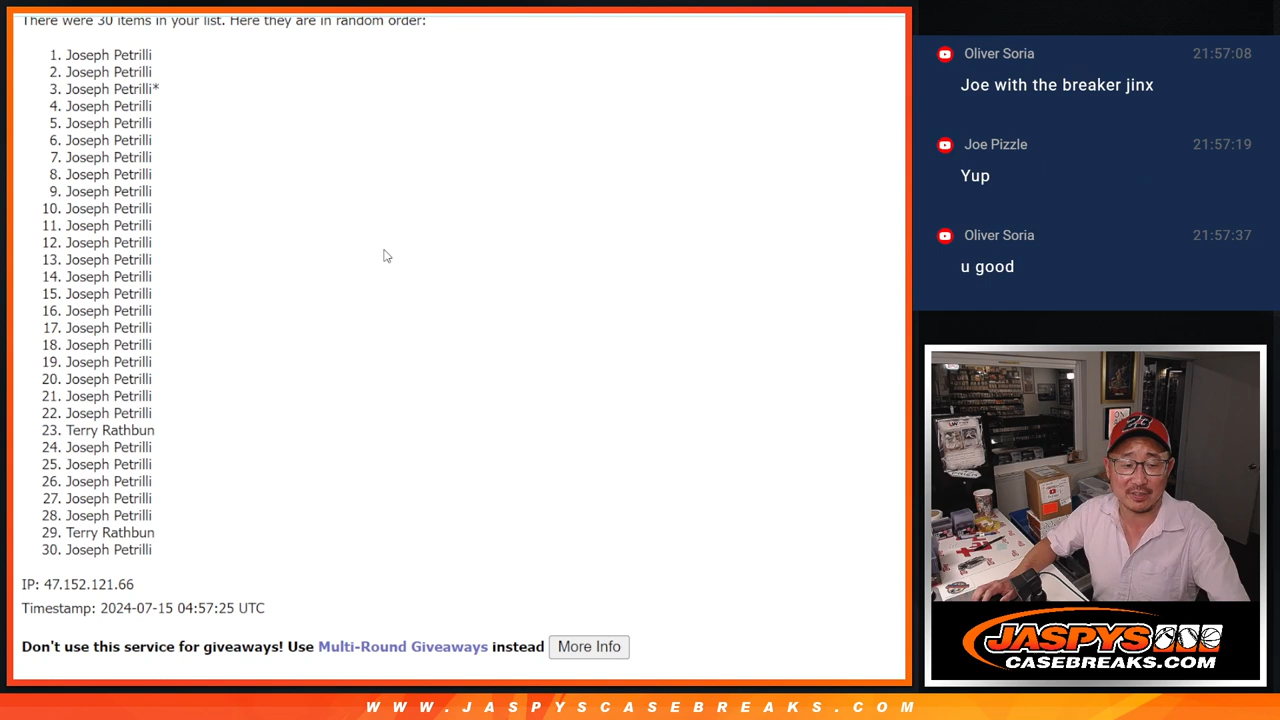 There were 30 items in your list. Here they are in random order:
1. Joseph Petrilli
2. Joseph Petrilli
3. Joseph Petrilli*
4. Joseph Petrilli
5. Joseph Petrilli
6. Joseph Petrilli
7. Joseph Petrilli
8. Joseph Petrilli
9. Joseph Petrilli
10. Joseph Petrilli
11. Joseph Petrilli
12. Joseph Petrilli
13. Joseph Petrilli
14. Joseph Petrilli
15. Joseph Petrilli
16. Joseph Petrilli
17. Joseph Petrilli
18. Joseph Petrilli
19. Joseph Petrilli
20. Joseph Petrilli
21. Joseph Petrilli
22. Joseph Petrilli
23. Terry Rathbun
24. Joseph Petrilli
25. Joseph Petrilli
26. Joseph Petrilli
27. Joseph Petrilli
28. Joseph Petrilli
29. Terry Rathbun
30. Joseph Petrilli
IP: 47.152.121.66
Timestamp: 2024-07-15 04:57:25 UTC
Don't use this service for giveaways! Use Multi-Round Giveaways instead More Info
Oliver Soria 21:57:08
Joe with the breaker jinx
Joe Pizzle 21:57:19
Yup
Oliver Soria 21:57:37
u good
JASPYS
CASEBREAKS.COM
WWW.JASPYSCASEBREAKS.COM